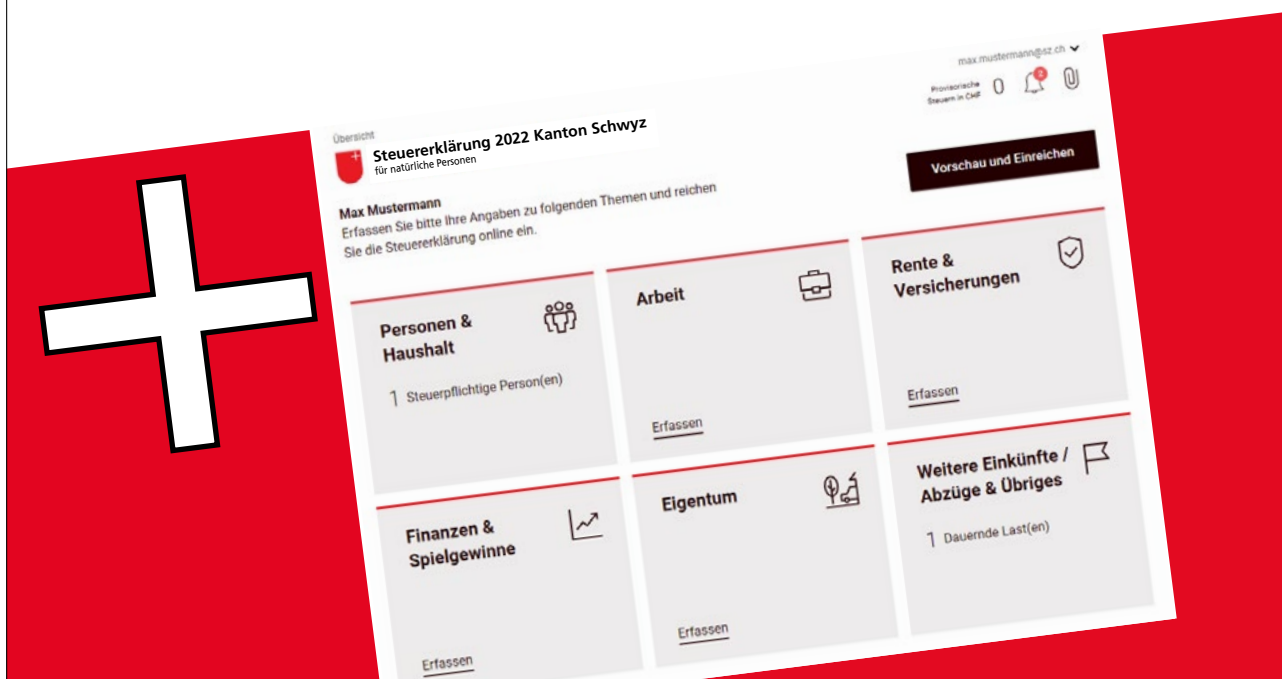 max.mustermann@sz.ch
Provisorische
Steuern in CHF
0
2
Übersicht
Steuererklärung 2022 Kanton Schwyz
für natürliche Personen
Vorschau und Einreichen
Max Mustermann
Erfassen Sie bitte Ihre Angaben zu folgenden Themen und reichen
Sie die Steuererklärung online ein.
Personen &
Haushalt
1 Steuerpflichtige Person(en)
Arbeit
Erfassen
Rente &
Versicherungen
Erfassen
Finanzen &
Spielgewinne
Erfassen
Eigentum
Erfassen
Weitere Einkünfte /
Abzüge & Übriges
1 Dauernde Last(en)